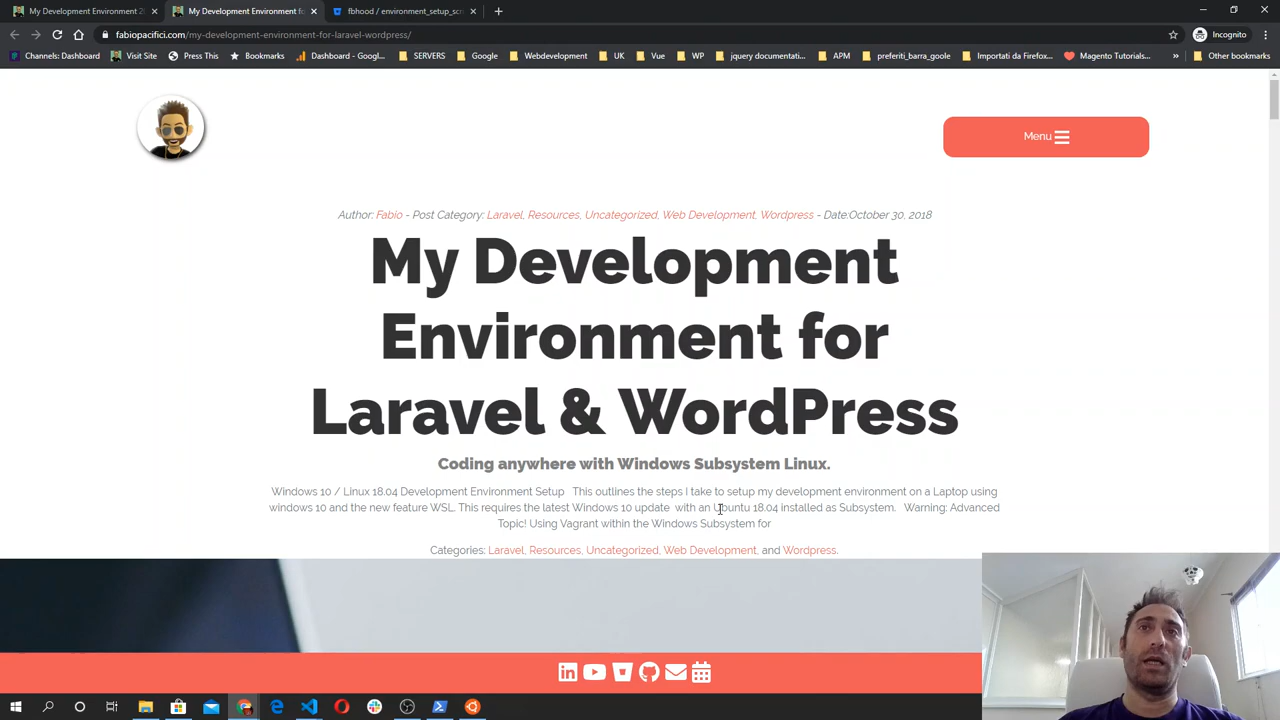 My Development Environment 2
My Development Environment fo
fbhood / environment_setup_scr
fabiopacifici.com/my-development-environment-for-laravel-wordpress/
Incognito
Channels: Dashboard
Visit Site
Press This
Bookmarks
Dashboard - Googl...
SERVERS
Google
Webdevelopment
UK
Vue
WP
jquery documentati...
APM
preferiti_barra_goole
Importati da Firefox...
Magento Tutorials...
»
Other bookmarks
Menu
Author: Fabio - Post Category: Laravel, Resources, Uncategorized, Web Development, Wordpress - Date:October 30, 2018
My Development
Environment for
Laravel & WordPress
Coding anywhere with Windows Subsystem Linux.
Windows 10 / Linux 18.04 Development Environment Setup This outlines the steps I take to setup my development environment on a Laptop using
windows 10 and the new feature WSL. This requires the latest Windows 10 update with an Ubuntu 18.04 installed as Subsystem. Warning: Advanced
Topic! Using Vagrant within the Windows Subsystem for
Categories: Laravel, Resources, Uncategorized, Web Development, and Wordpress.